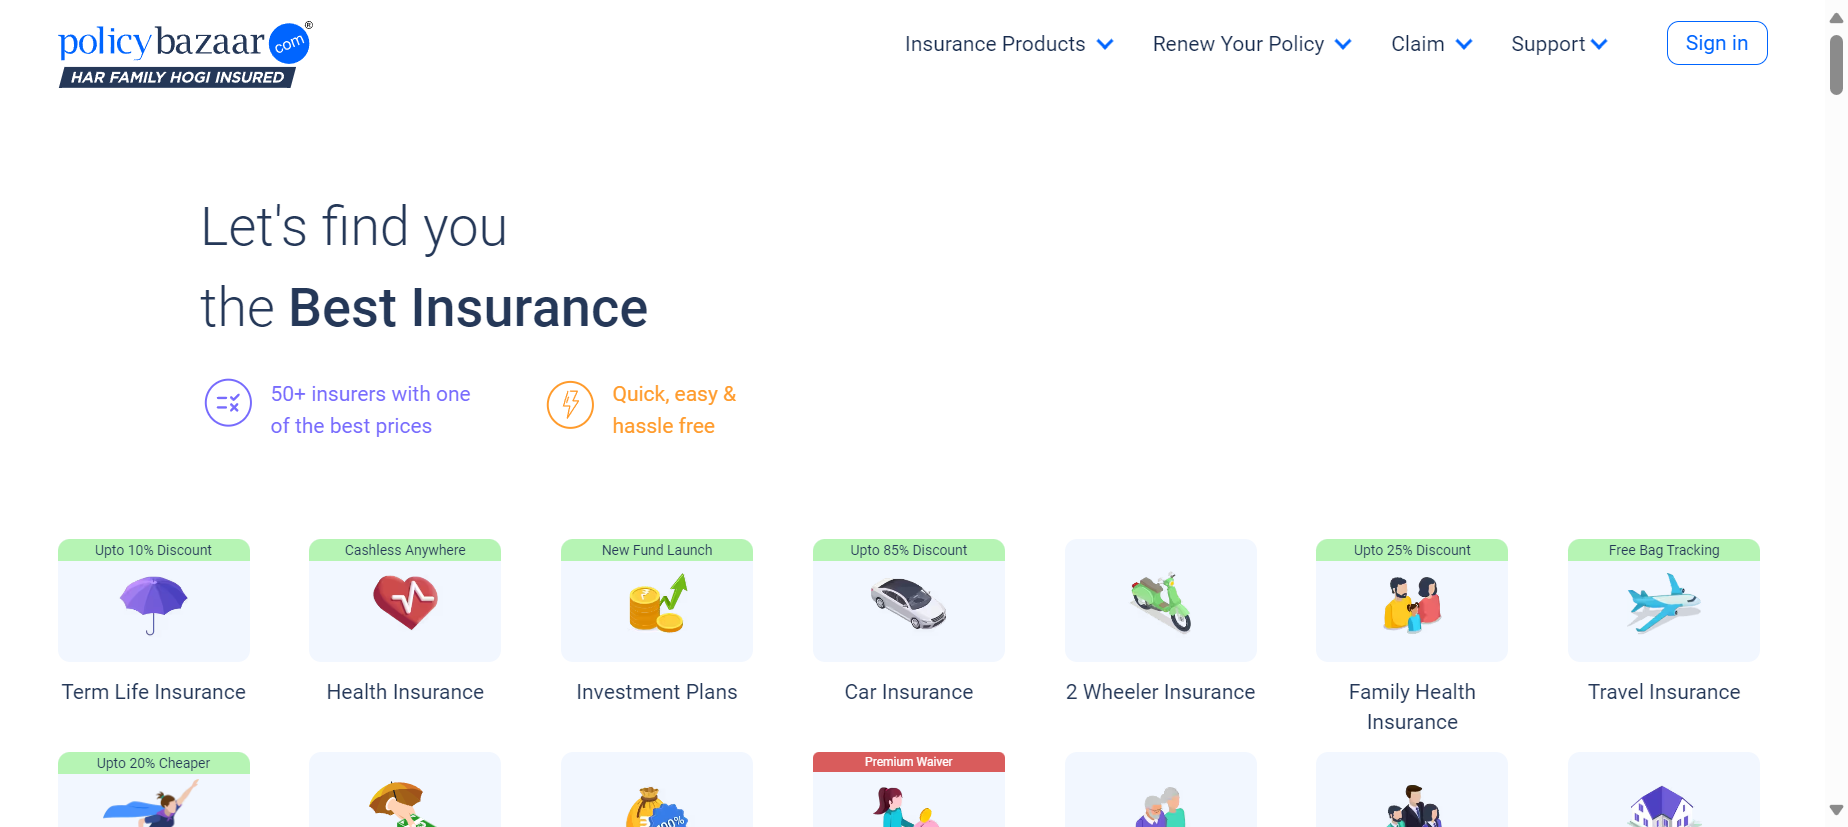 policybazaar com ®
HAR FAMILY HOGI INSURED
Insurance Products
Renew Your Policy
Claim
Support
Sign in
Let's find you
the Best Insurance
50+ insurers with one
of the best prices
Quick, easy &
hassle free
Upto 10% Discount
Cashless Anywhere
New Fund Launch
Upto 85% Discount
Upto 25% Discount
Free Bag Tracking
Term Life Insurance
Health Insurance
Investment Plans
Car Insurance
2 Wheeler Insurance
Family Health
Insurance
Travel Insurance
Upto 20% Cheaper
Premium Waiver
100%